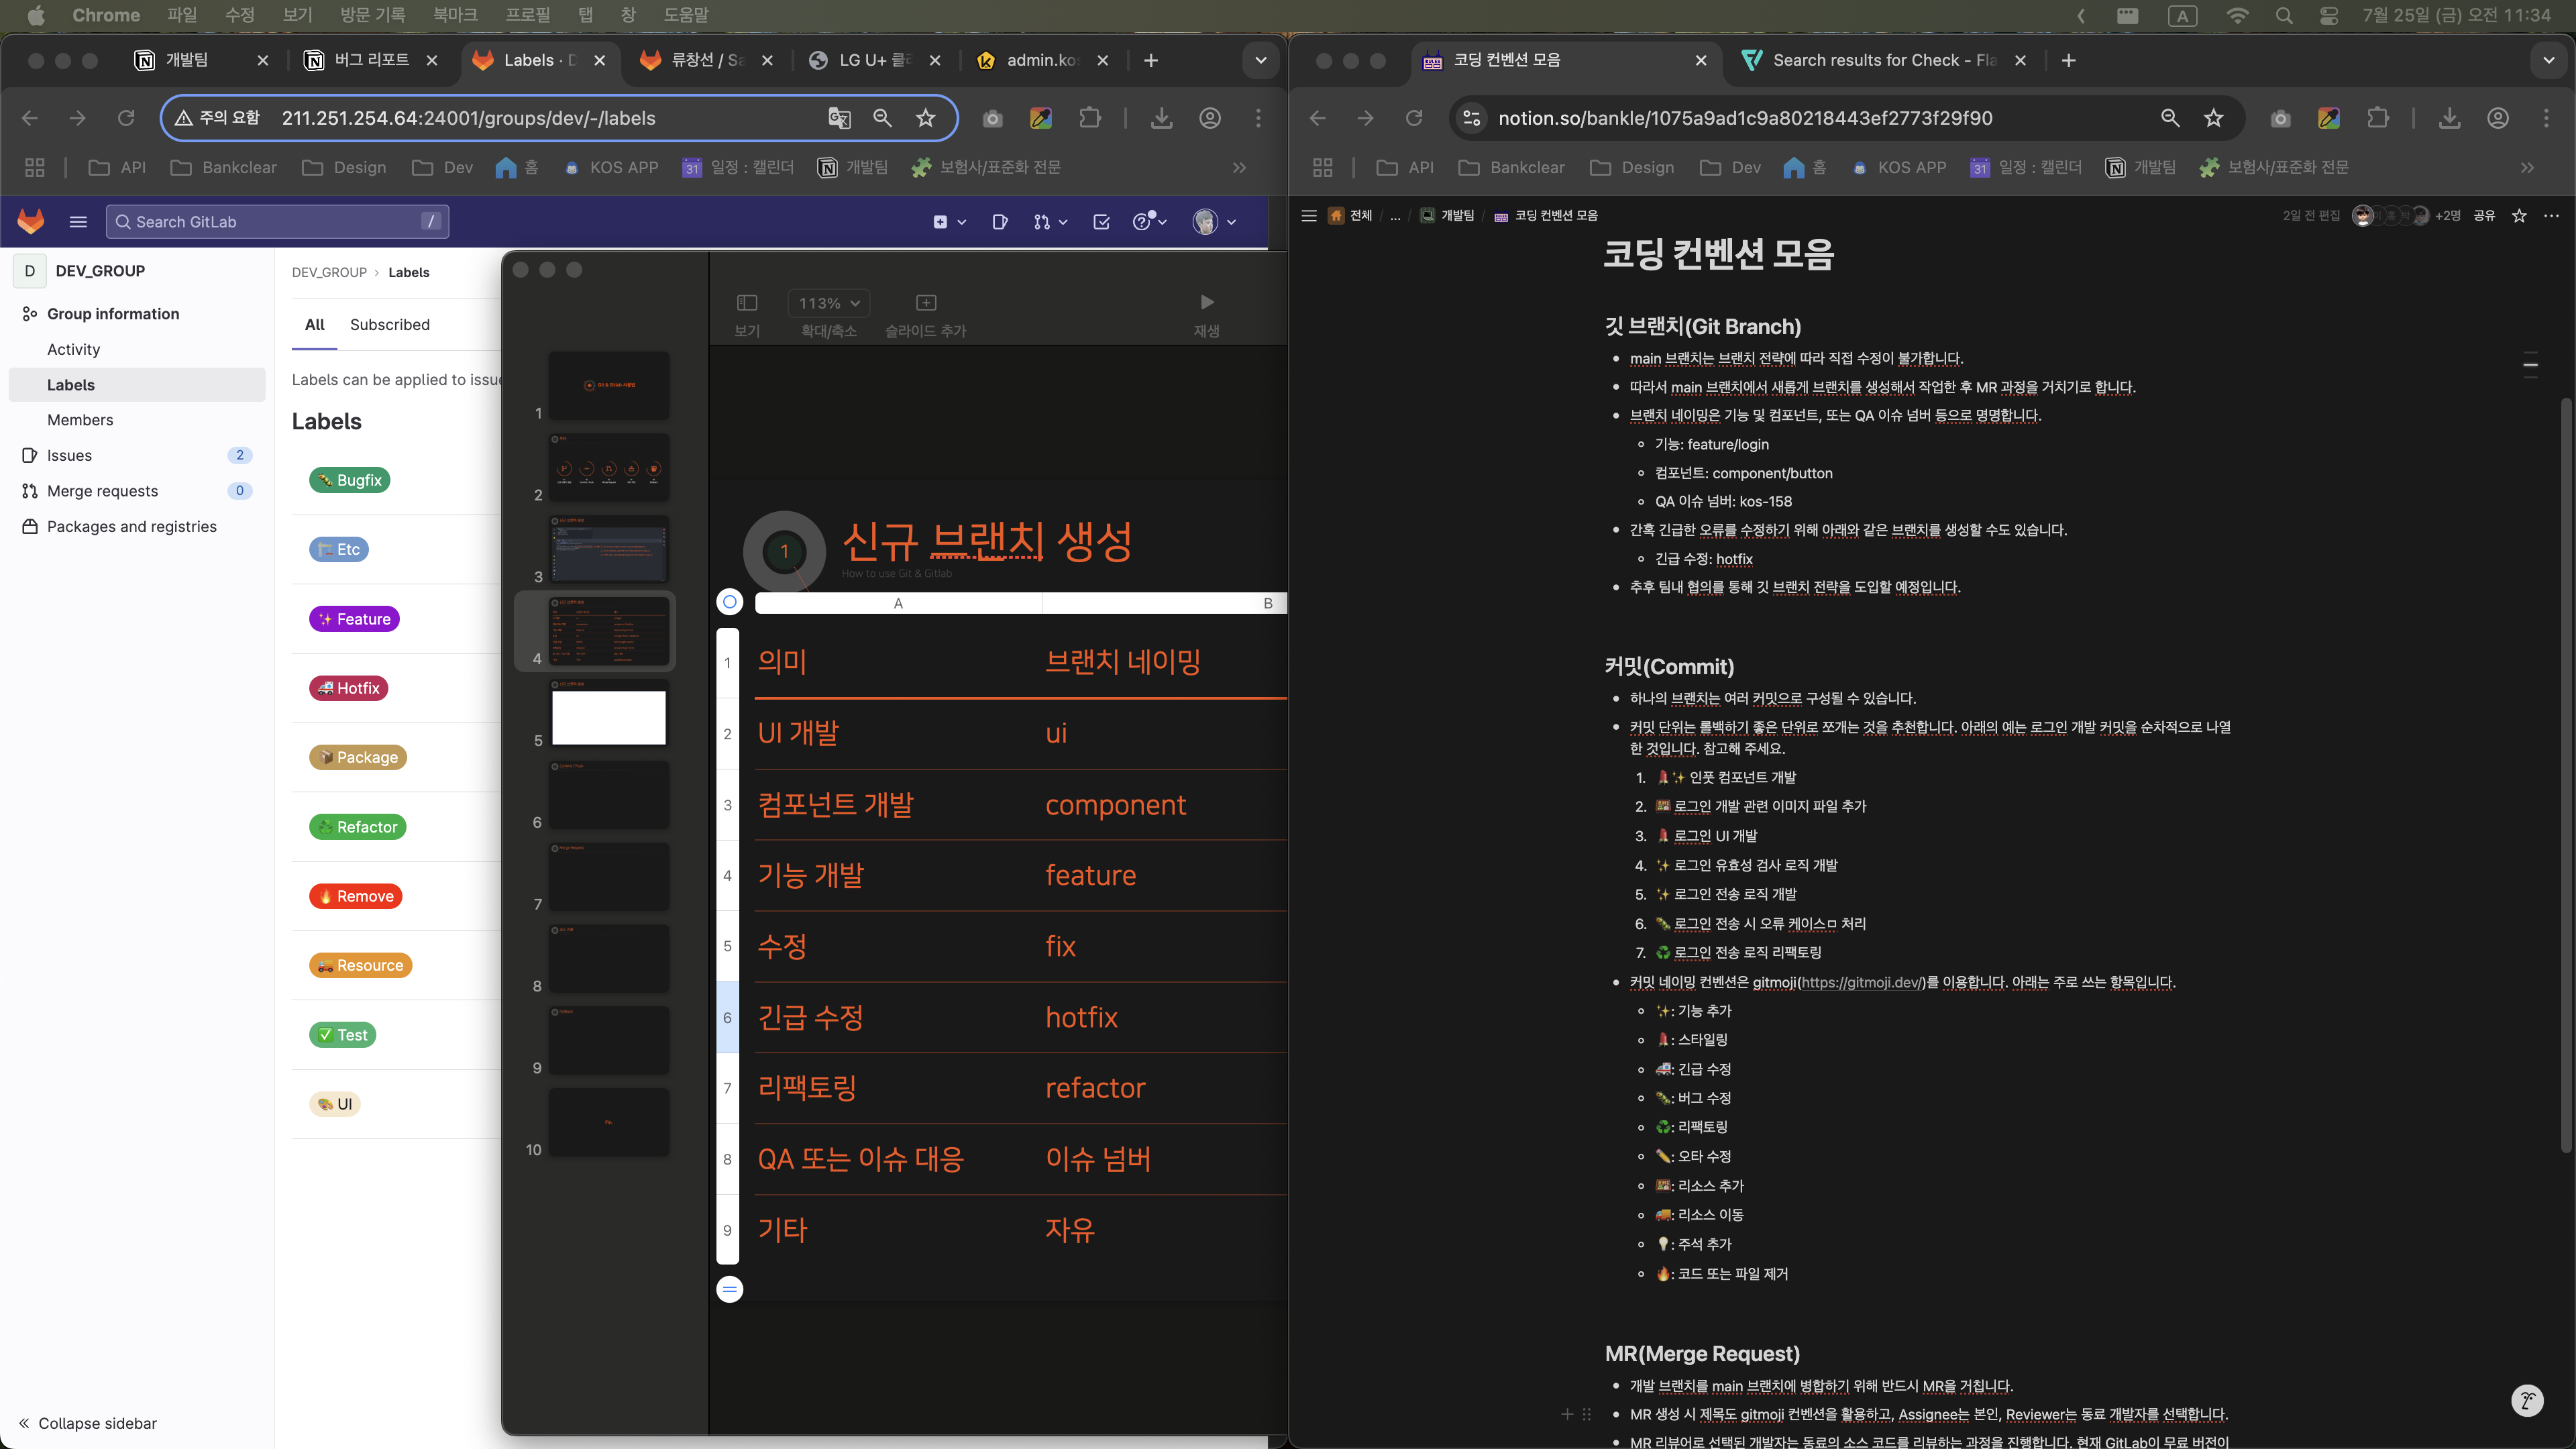 Chrome 파일 수정 보기 방문 기록 북마크 프로필 탭 창 도움말
A 7월 25일 (금) 오전 11:34
개발팀
버그 리포트
Labels · D
류창선 / Sa
LG U+ 클라
admin.kos
주의 요함 211.251.254.64:24001/groups/dev/-/labels
API Bankclear Design Dev 홈 KOS APP 일정 : 캘린더 개발팀 보험사/표준화 전문
Search GitLab /
D DEV_GROUP
Group information
Activity
Labels
Members
Issues 2
Merge requests 0
Packages and registries
Collapse sidebar
DEV_GROUP › Labels
All Subscribed
Labels can be applied to issue
Labels
🐛 Bugfix
🏗️ Etc
✨ Feature
🚑 Hotfix
📦 Package
♻️ Refactor
🔥 Remove
🚚 Resource
✅ Test
🎨 UI
113%
보기 확대/축소 슬라이드 추가 재생
1
Git & Gitlab 사용법
2
3
4
5
6
7
8
9
10
1 신규 브랜치 생성
How to use Git & Gitlab
A B
1 의미 브랜치 네이밍
2 UI 개발 ui
3 컴포넌트 개발 component
4 기능 개발 feature
5 수정 fix
6 긴급 수정 hotfix
7 리팩토링 refactor
8 QA 또는 이슈 대응 이슈 넘버
9 기타 자유
코딩 컨벤션 모음
Search results for Check - Fla
notion.so/bankle/1075a9ad1c9a80218443ef2773f29f90
API Bankclear Design Dev 홈 KOS APP 일정 : 캘린더 개발팀 보험사/표준화 전문
전체 / ... / 개발팀 / 코딩 컨벤션 모음
2일 전 편집 +2명 공유
코딩 컨벤션 모음
깃 브랜치(Git Branch)
• main 브랜치는 브랜치 전략에 따라 직접 수정이 불가합니다.
• 따라서 main 브랜치에서 새롭게 브랜치를 생성해서 작업한 후 MR 과정을 거치기로 합니다.
• 브랜치 네이밍은 기능 및 컴포넌트, 또는 QA 이슈 넘버 등으로 명명합니다.
◦ 기능: feature/login
◦ 컴포넌트: component/button
◦ QA 이슈 넘버: kos-158
• 간혹 긴급한 오류를 수정하기 위해 아래와 같은 브랜치를 생성할 수도 있습니다.
◦ 긴급 수정: hotfix
• 추후 팀내 협의를 통해 깃 브랜치 전략을 도입할 예정입니다.
커밋(Commit)
• 하나의 브랜치는 여러 커밋으로 구성될 수 있습니다.
• 커밋 단위는 롤백하기 좋은 단위로 쪼개는 것을 추천합니다. 아래의 예는 로그인 개발 커밋을 순차적으로 나열
한 것입니다. 참고해 주세요.
1. 💄✨ 인풋 컴포넌트 개발
2. 🍱 로그인 개발 관련 이미지 파일 추가
3. 💄 로그인 UI 개발
4. ✨ 로그인 유효성 검사 로직 개발
5. ✨ 로그인 전송 로직 개발
6. 🐛 로그인 전송 시 오류 케이스ㅁ 처리
7. ♻️ 로그인 전송 로직 리팩토링
• 커밋 네이밍 컨벤션은 gitmoji(https://gitmoji.dev/)를 이용합니다. 아래는 주로 쓰는 항목입니다.
◦ ✨: 기능 추가
◦ 💄: 스타일링
◦ 🚑: 긴급 수정
◦ 🐛: 버그 수정
◦ ♻️: 리팩토링
◦ ✏️: 오타 수정
◦ 🍱: 리소스 추가
◦ 🚚: 리소스 이동
◦ 💡: 주석 추가
◦ 🔥: 코드 또는 파일 제거
MR(Merge Request)
• 개발 브랜치를 main 브랜치에 병합하기 위해 반드시 MR을 거칩니다.
• MR 생성 시 제목도 gitmoji 컨벤션을 활용하고, Assignee는 본인, Reviewer는 동료 개발자를 선택합니다.
• MR 리뷰어로 선택된 개발자는 동료의 소스 코드를 리뷰하는 과정을 진행합니다. 현재 GitLab이 무료 버전이